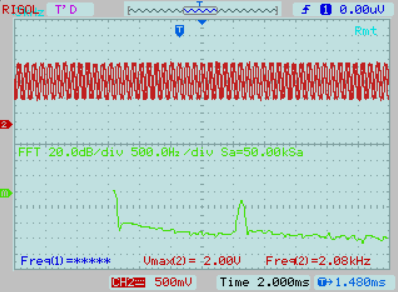 RIGOL T'D T f 1 0.00uV
T Rmt
2
FFT 20.0dB/div 500.0Hz/div Sa=50.00kSa
m
Freq(1)=***** Vmax(2)= 2.00V Freq(2)=2.08kHz
CH2 500mV Time 2.000ms T→1.480ms